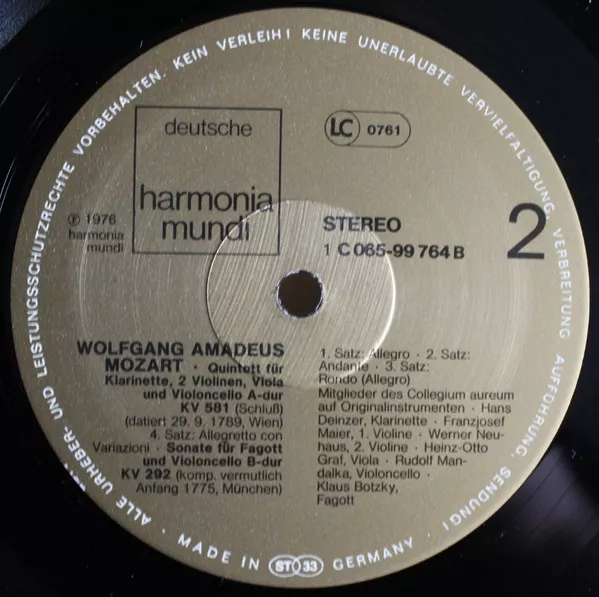 ALLE URHEBER- UND LEISTUNGSSCHUTZRECHTE VORBEHALTEN. KEIN VERLEIH! KEINE UNERLAUBTE VERVIELFÄLTIGUNG, VERBREITUNG AUFFÜHRUNG, SENDUNG!
deutsche
harmonia
mundi
LC 0761
℗ 1976
harmonia
mundi
STEREO
1 C 065-99 764 B
2
WOLFGANG AMADEUS
MOZART · Quintett für
Klarinette, 2 Violinen, Viola
und Violoncello A-dur
KV 581 (Schluß)
(datiert 29. 9. 1789, Wien)
4. Satz: Allegretto con
Variazioni · Sonate für Fagott
und Violoncello B-dur
KV 292 (komp. vermutlich
Anfang 1775, München)
1. Satz: Allegro · 2. Satz:
Andante · 3. Satz:
Rondo (Allegro)
Mitglieder des Collegium aureum
auf Originalinstrumenten · Hans
Deinzer, Klarinette · Franzjosef
Maier, 1. Violine · Werner Neu-
haus, 2. Violine · Heinz-Otto
Graf, Viola · Rudolf Man-
dalka, Violoncello ·
Klaus Botzky,
Fagott
· MADE IN ST 33 GERMANY ·